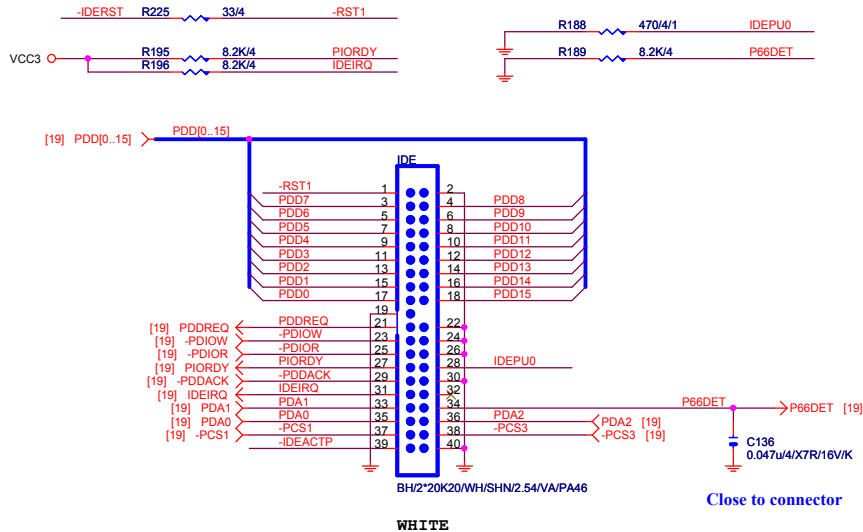 -IDERST R225 33/4 -RST1
R188 470/4/1 IDEPU0
VCC3 R195 8.2K/4 PIORDY
R196 8.2K/4 IDEIRQ
R189 8.2K/4 P66DET
[19] PDD[0..15] PDD[0..15]
IDE
-RST1 1 2
PDD7 3 4 PDD8
PDD6 5 6 PDD9
PDD5 7 8 PDD10
PDD4 9 10 PDD11
PDD3 11 12 PDD12
PDD2 13 14 PDD13
PDD1 15 16 PDD14
PDD0 17 18 PDD15
19
[19] PDDREQ PDDREQ 21 22
[19] -PDIOW -PDIOW 23 24
[19] -PDIOR -PDIOR 25 26
[19] PIORDY PIORDY 27 28 IDEPU0
[19] -PDDACK -PDDACK 29 30
[19] IDEIRQ IDEIRQ 31 32
[19] PDA1 PDA1 33 34 P66DET P66DET [19]
[19] PDA0 PDA0 35 36 PDA2 PDA2 [19]
[19] -PCS1 -PCS1 37 38 -PCS3 -PCS3 [19]
-IDEACTP 39 40
C136
0.047u/4/X7R/16V/K
BH/2*20K20/WH/SHN/2.54/VA/PA46
Close to connector
WHITE